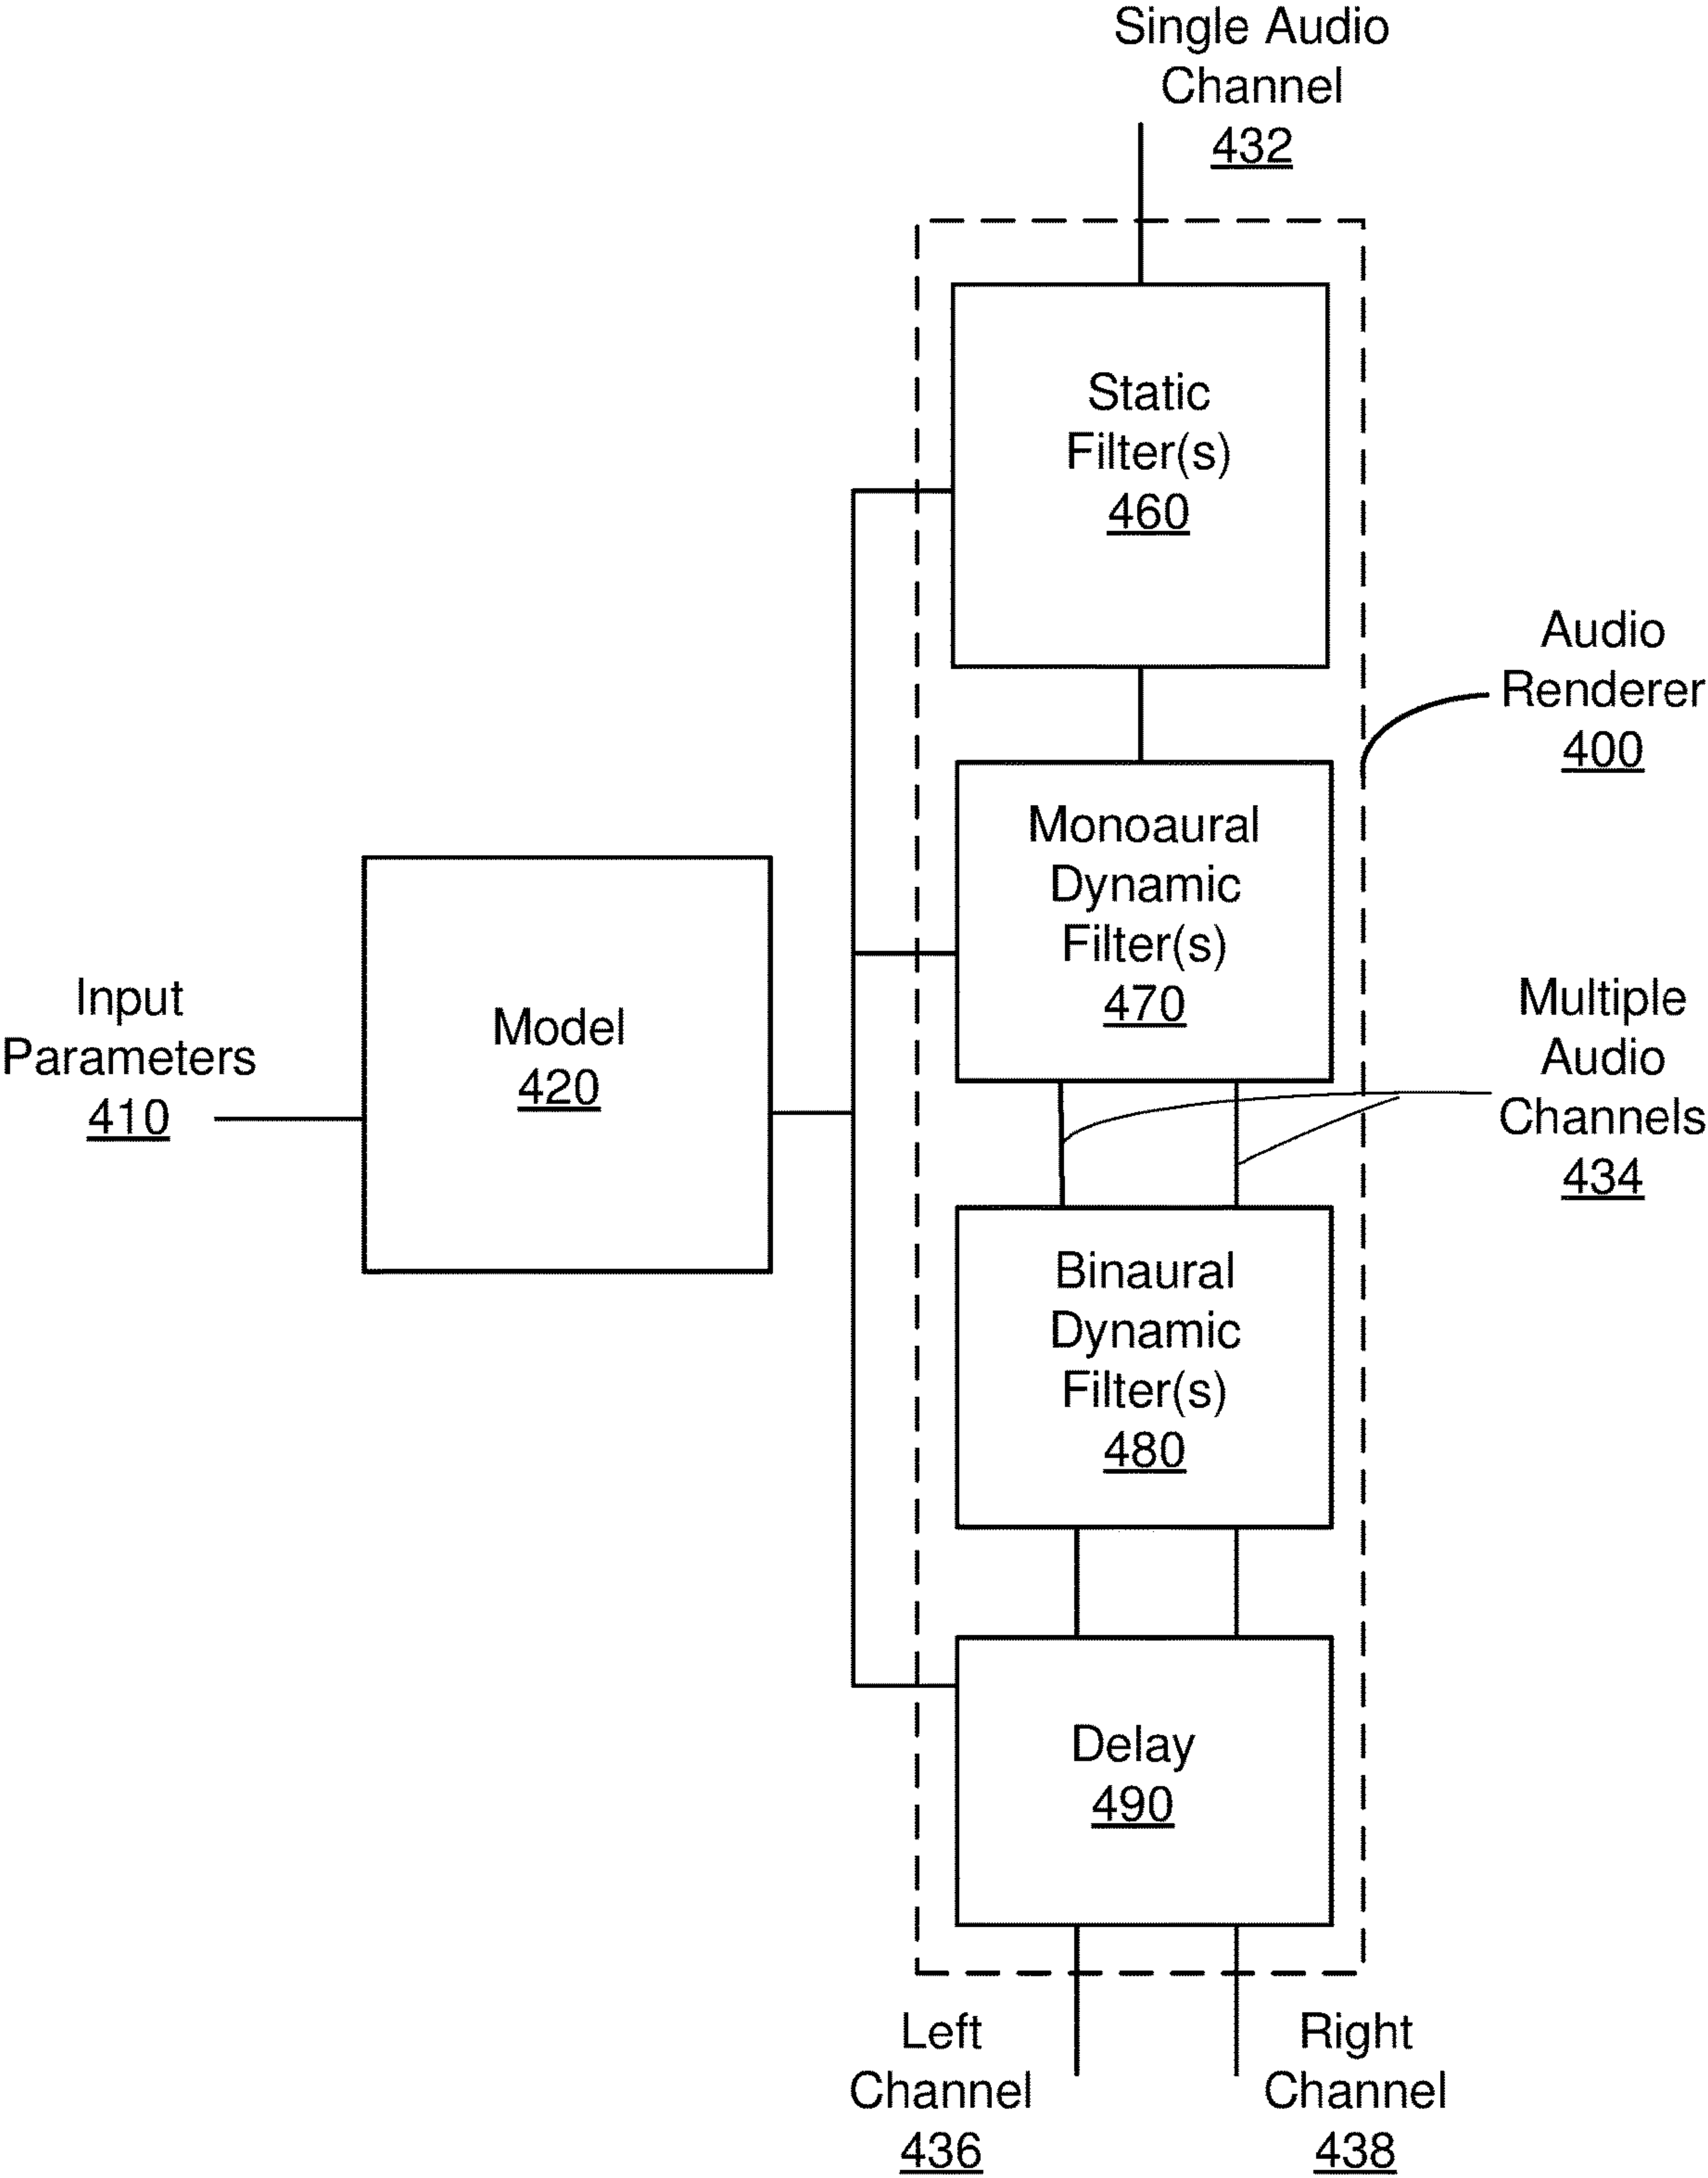 Single Audio
Channel
432
Static
Filter(s)
460
Audio
Renderer
400
Monoaural
Dynamic
Filter(s)
470
Input
Parameters
410
Model
420
Multiple
Audio
Channels
434
Binaural
Dynamic
Filter(s)
480
Delay
490
Left
Channel
436
Right
Channel
438